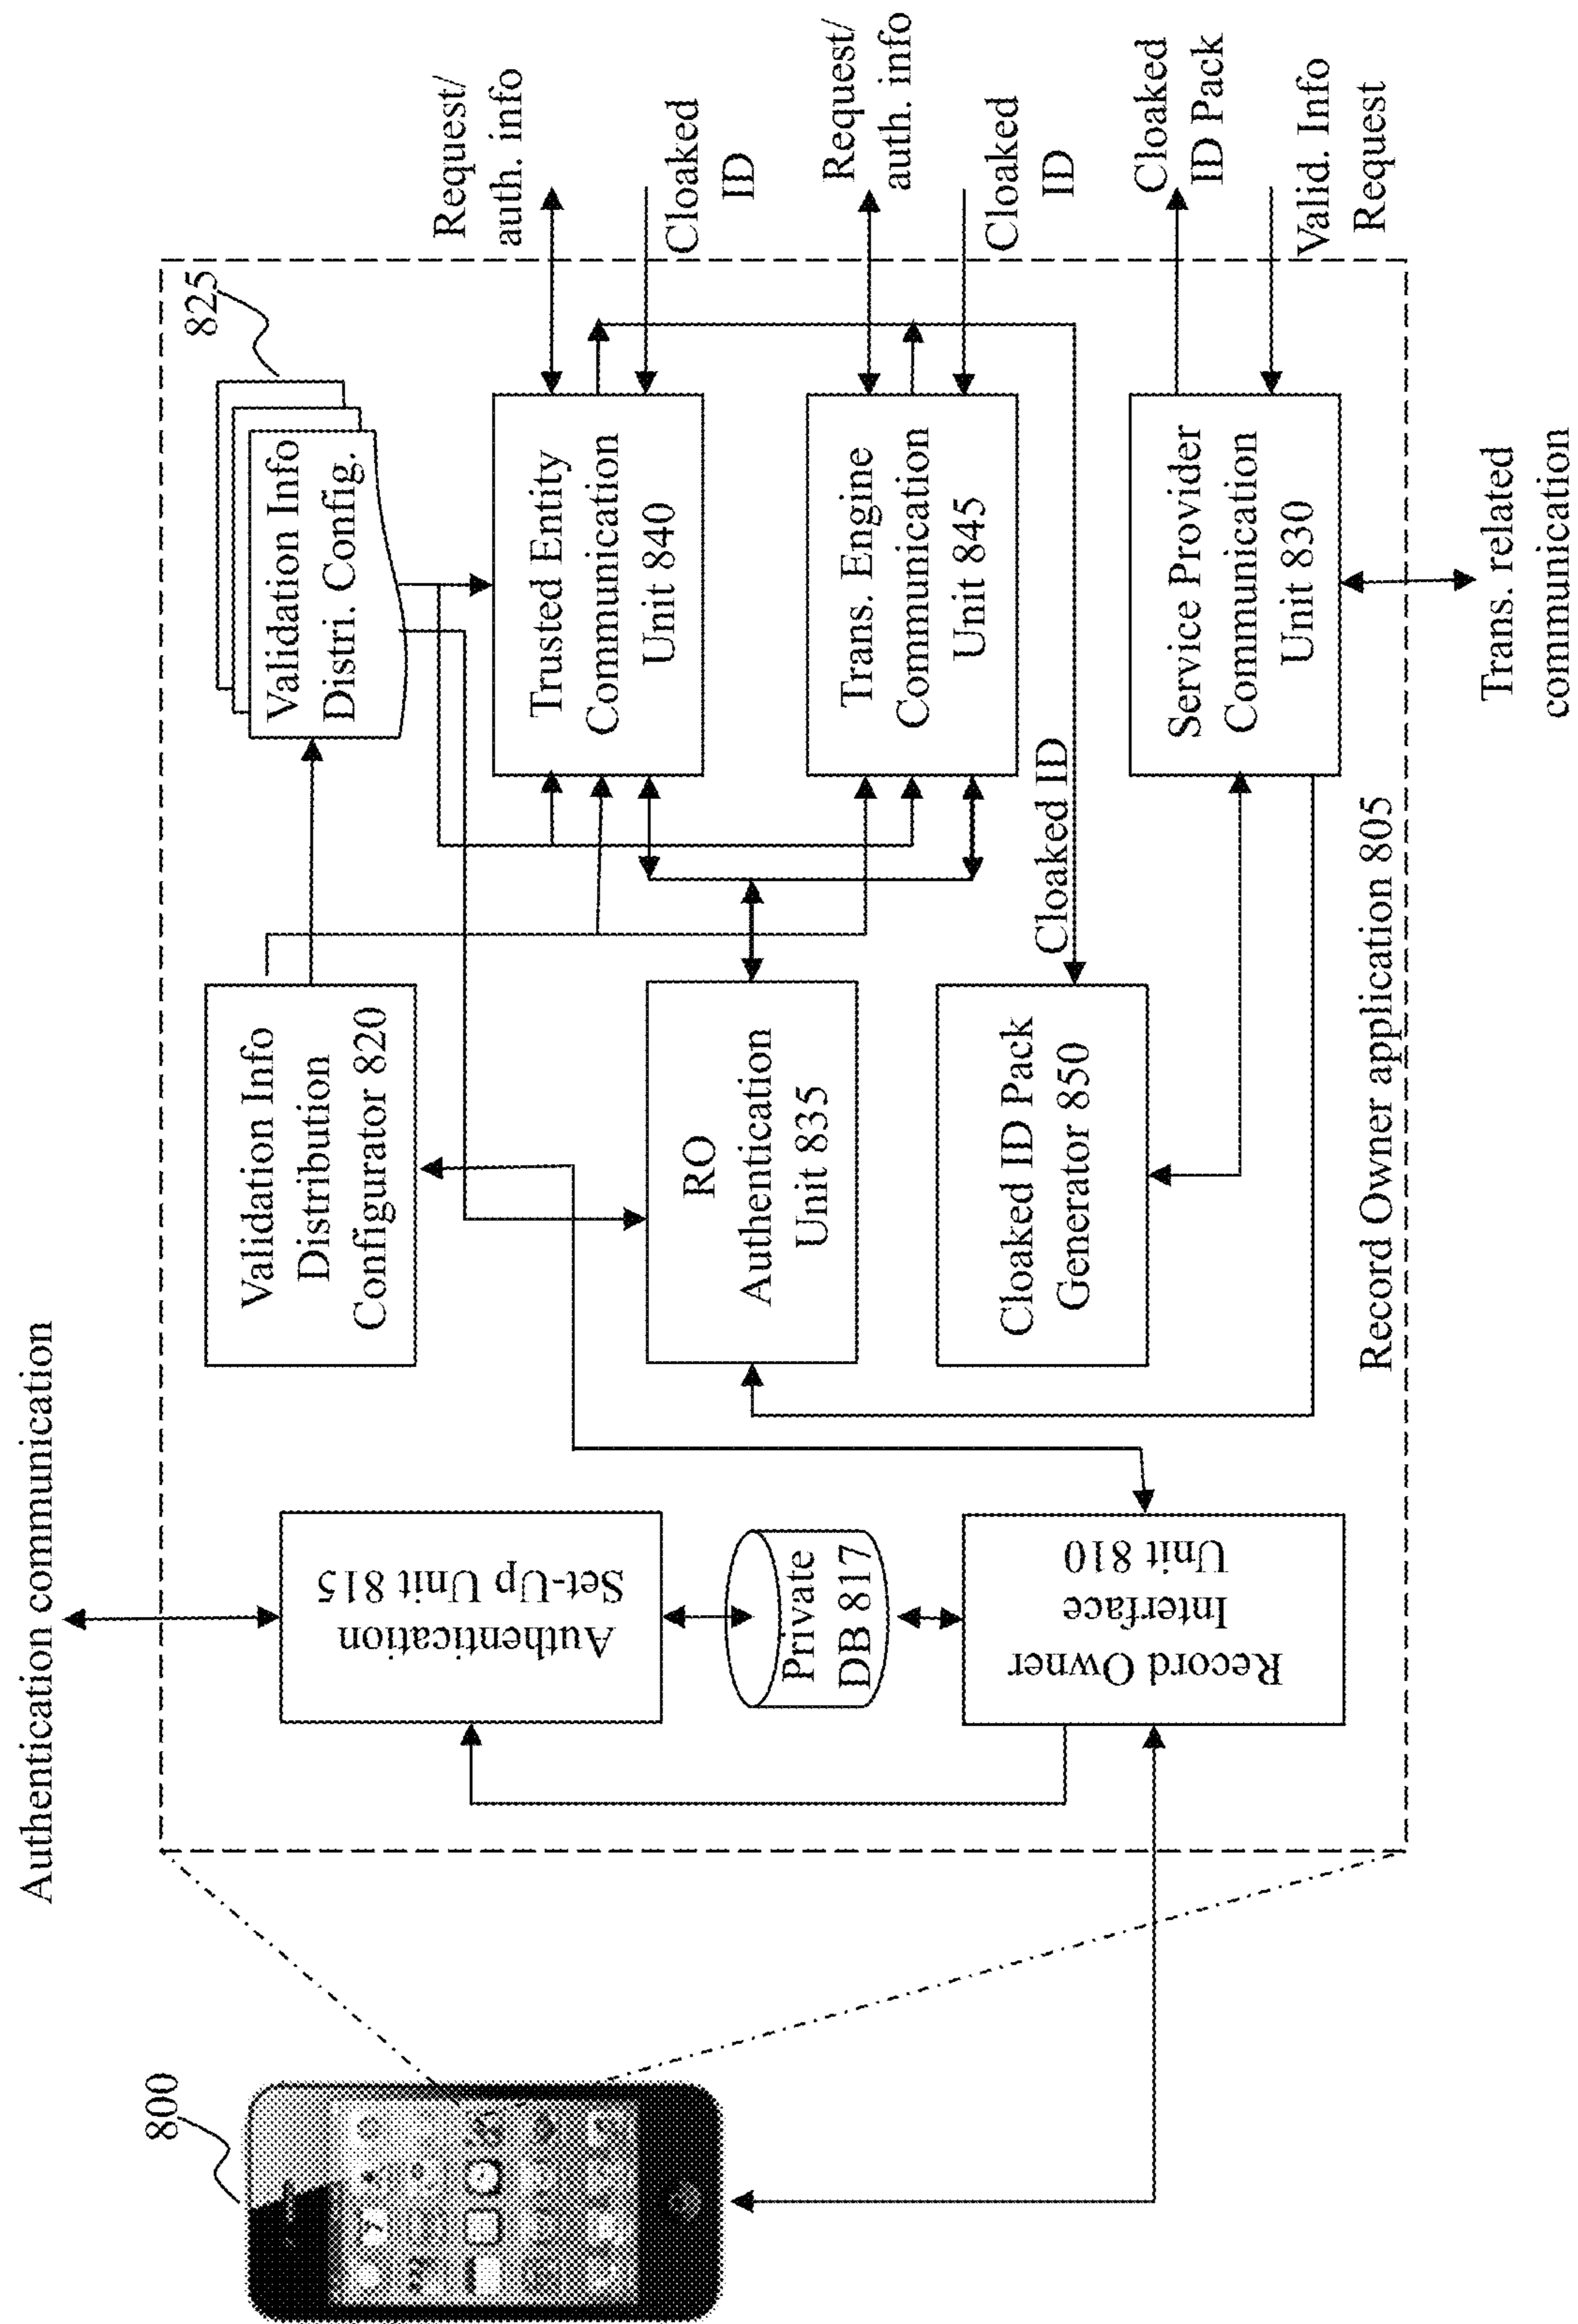 Authentication communication
800
Authentication
Set-Up Unit 815
Private
DB 817
Record Owner
Interface
Unit 810
Validation Info
Distribution
Configurator 820
RO
Authentication
Unit 835
Cloaked ID Pack
Generator 850
Cloaked ID
825
Validation Info
Distri. Config.
Trusted Entity
Communication
Unit 840
Trans. Engine
Communication
Unit 845
Service Provider
Communication
Unit 830
Record Owner application 805
Request/
auth. info
Cloaked
ID
Request/
auth. info
Cloaked
ID
Cloaked
ID Pack
Valid. Info
Request
Trans. related
communication